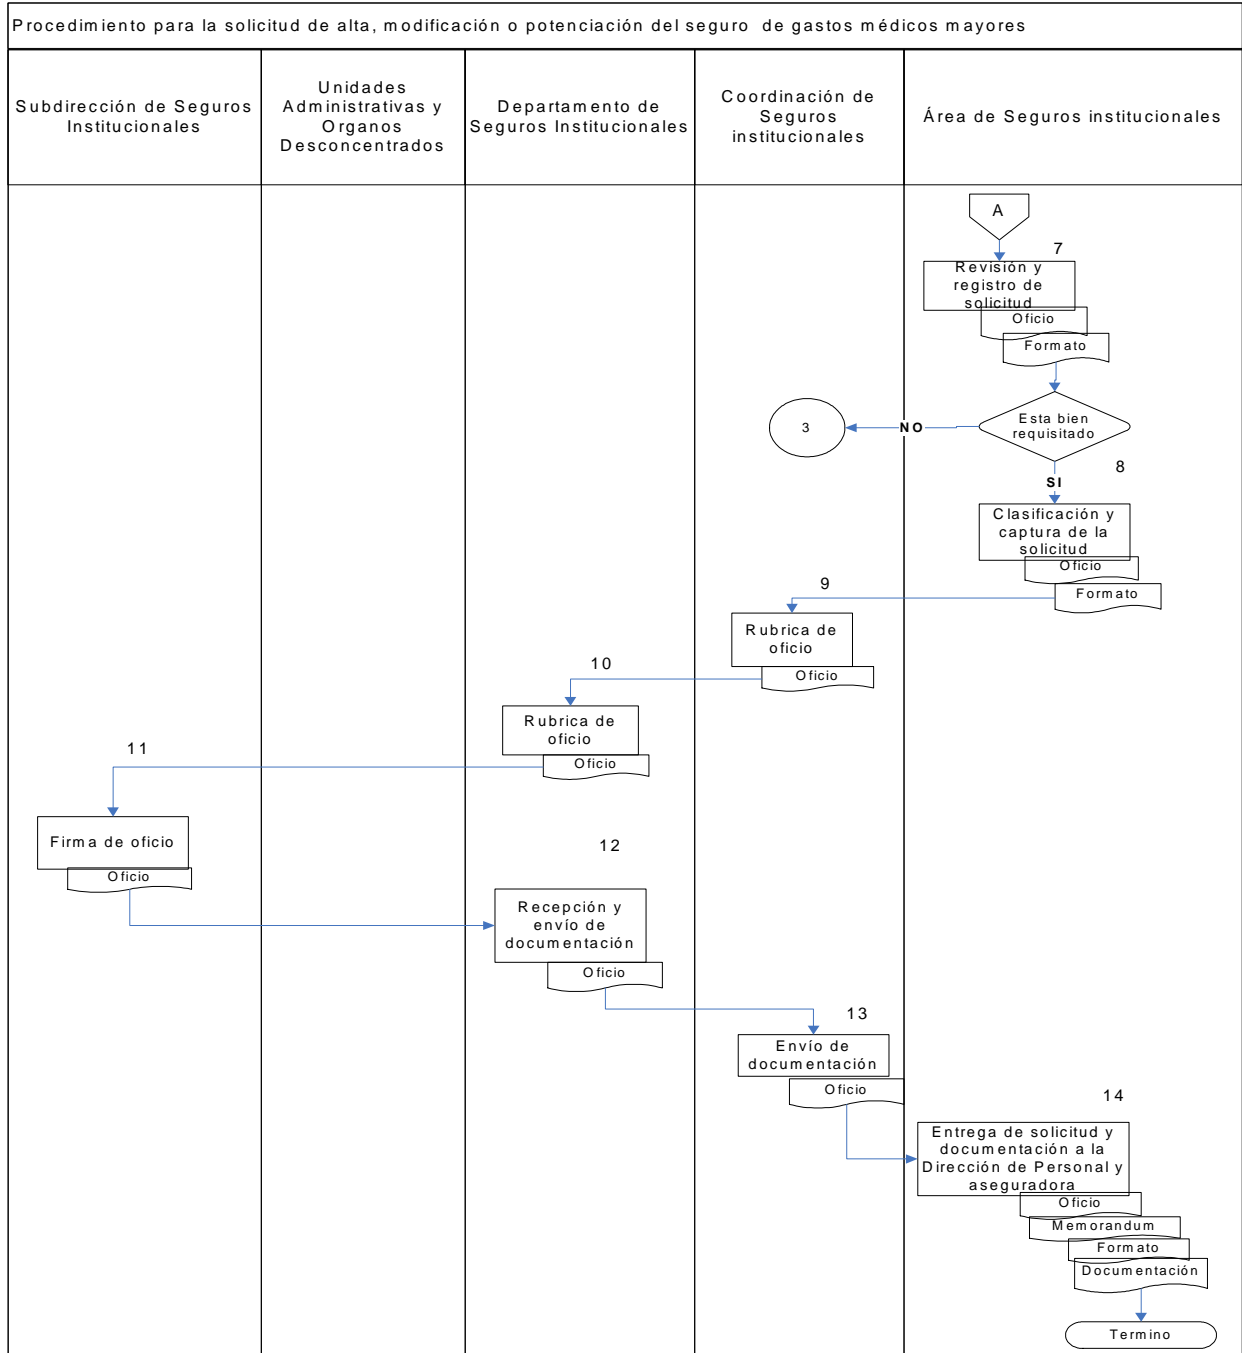 Procedimiento para la solicitud de alta, modificación o potenciación del seguro de gastos médicos mayores
Subdirección de Seguros
Institucionales
Unidades
Administrativas y
Organos
Desconcentrados
Departamento de
Seguros Institucionales
Coordinación de
Seguros
institucionales
Área de Seguros institucionales
A
7
Revisión y
registro de
solicitud
Oficio
Formato
Esta bien
requisitado
NO
3
8
SI
Clasificación y
captura de la
solicitud
Oficio
Formato
9
Rubrica de
oficio
Oficio
10
Rubrica de
oficio
Oficio
11
Firma de oficio
Oficio
12
Recepción y
envío de
documentación
Oficio
13
Envío de
documentación
Oficio
14
Entrega de solicitud y
documentación a la
Dirección de Personal y
aseguradora
Oficio
Memorandum
Formato
Documentación
Termino